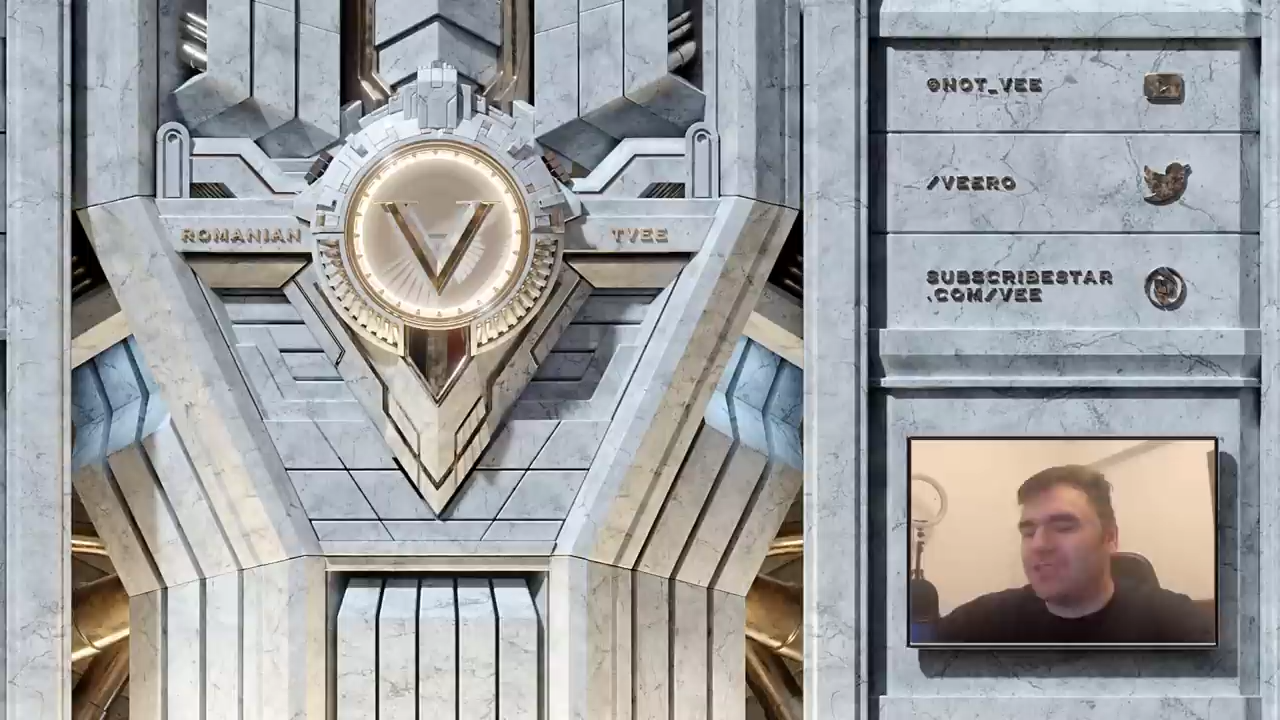 ROMANIAN TVEE
V
@NOT_VEE
/VEERO
SUBSCRIBESTAR
.COM/VEE